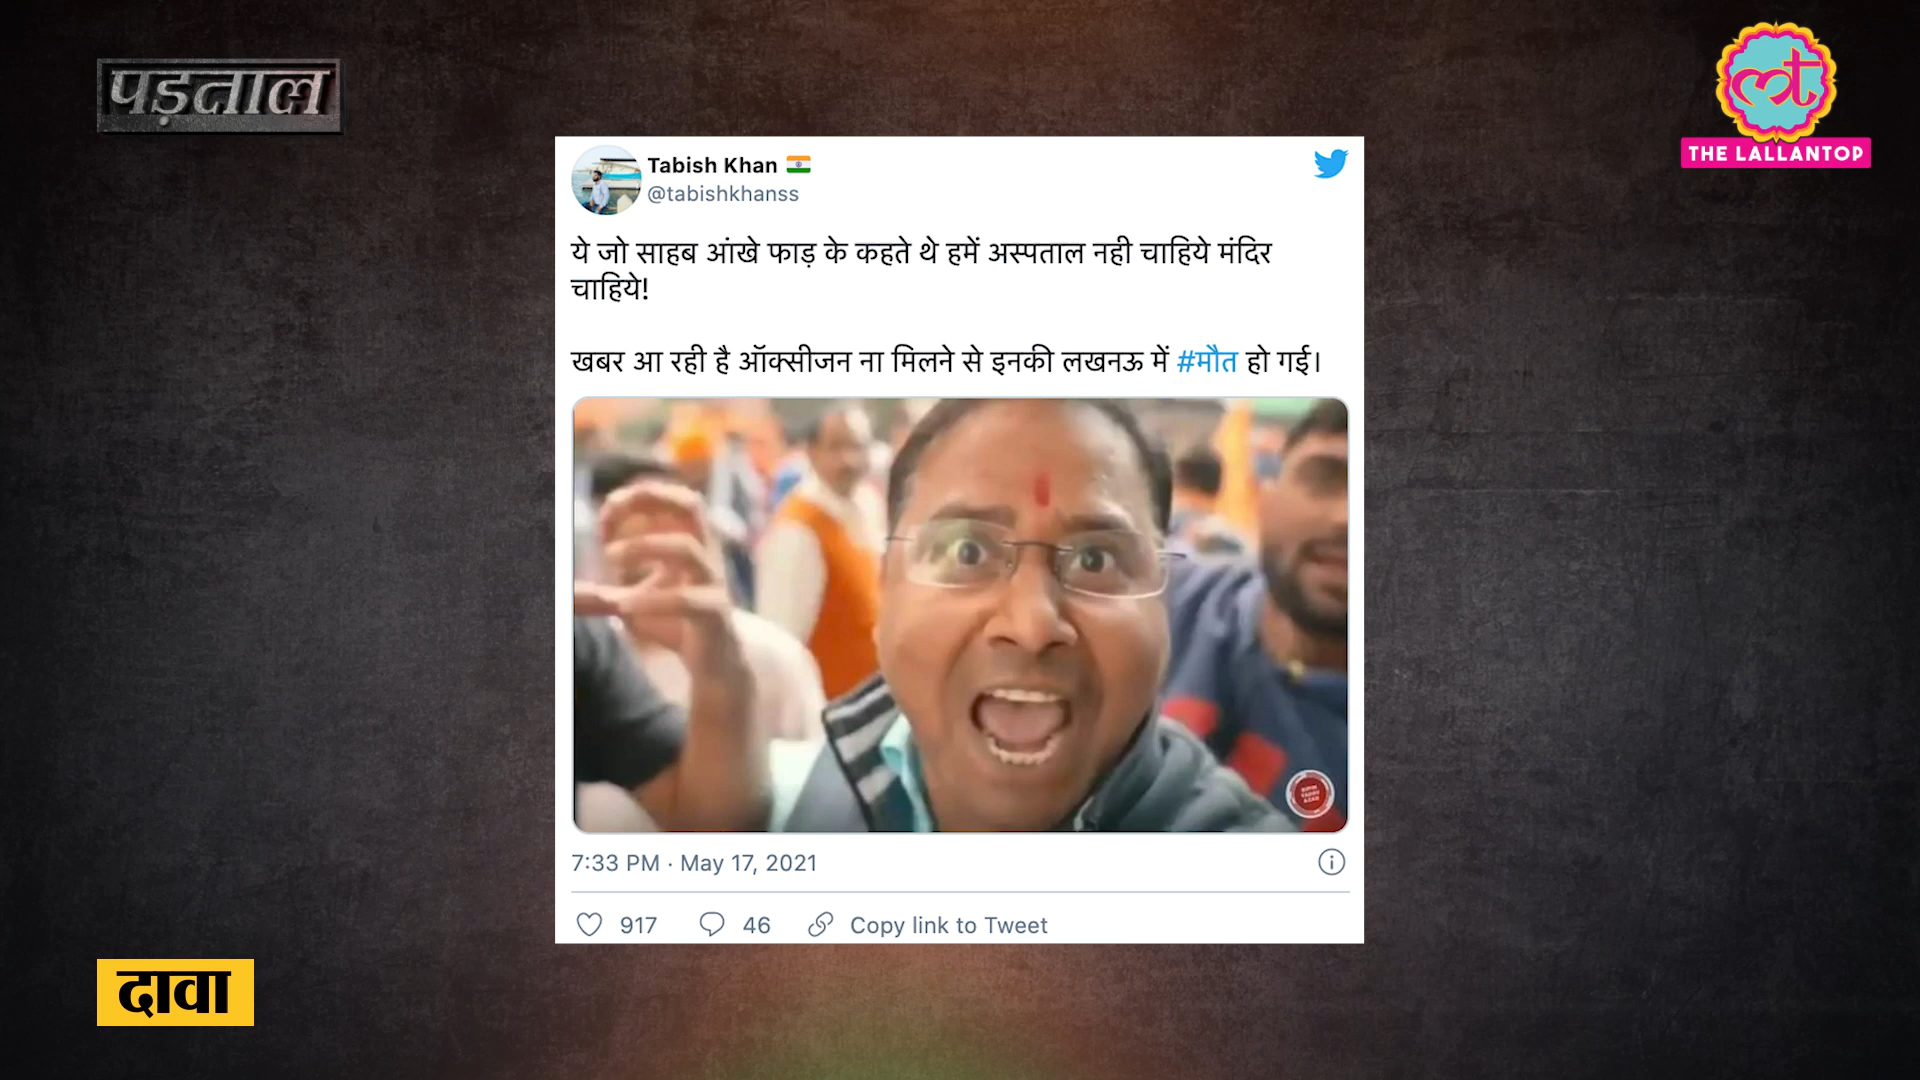 पड़ताल
THE LALLANTOP
Tabish Khan
@tabishkhanss
ये जो साहब आंखे फाड़ के कहते थे हमें अस्पताल नही चाहिये मंदिर
चाहिये!
खबर आ रही है ऑक्सीजन ना मिलने से इनकी लखनऊ में #मौत हो गई।
7:33 PM · May 17, 2021
917
46
Copy link to Tweet
दावा